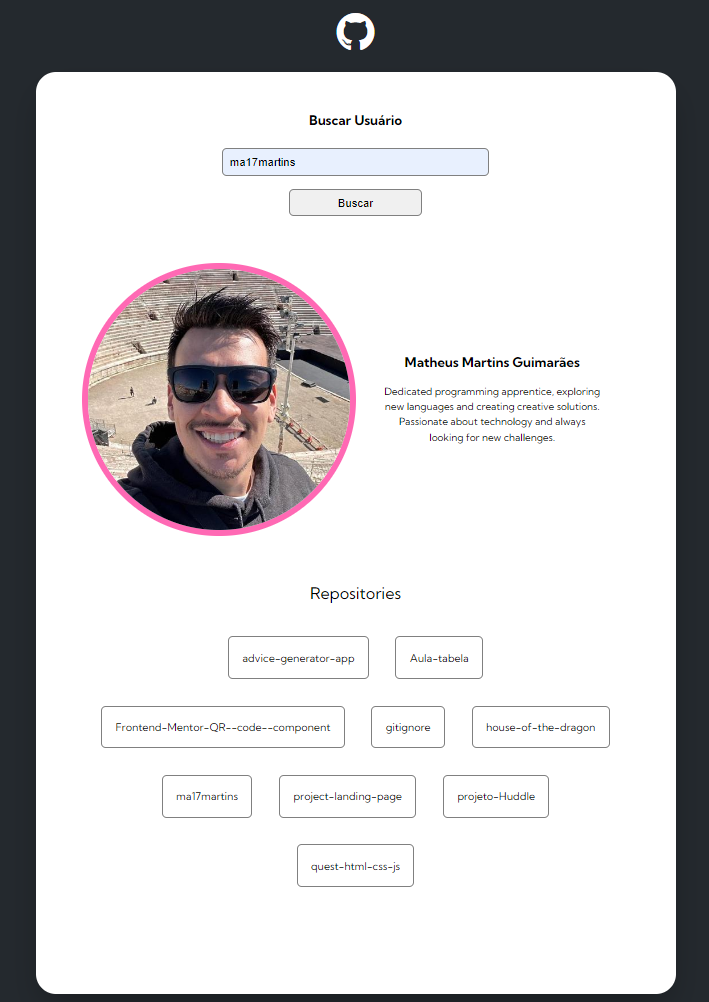 Buscar Usuário
ma17martins
Buscar
Matheus Martins Guimarães
Dedicated programming apprentice, exploring
new languages and creating creative solutions.
Passionate about technology and always
looking for new challenges.
Repositories
advice-generator-app
Aula-tabela
Frontend-Mentor-QR--code--component
gitignore
house-of-the-dragon
ma17martins
project-landing-page
projeto-Huddle
quest-html-css-js